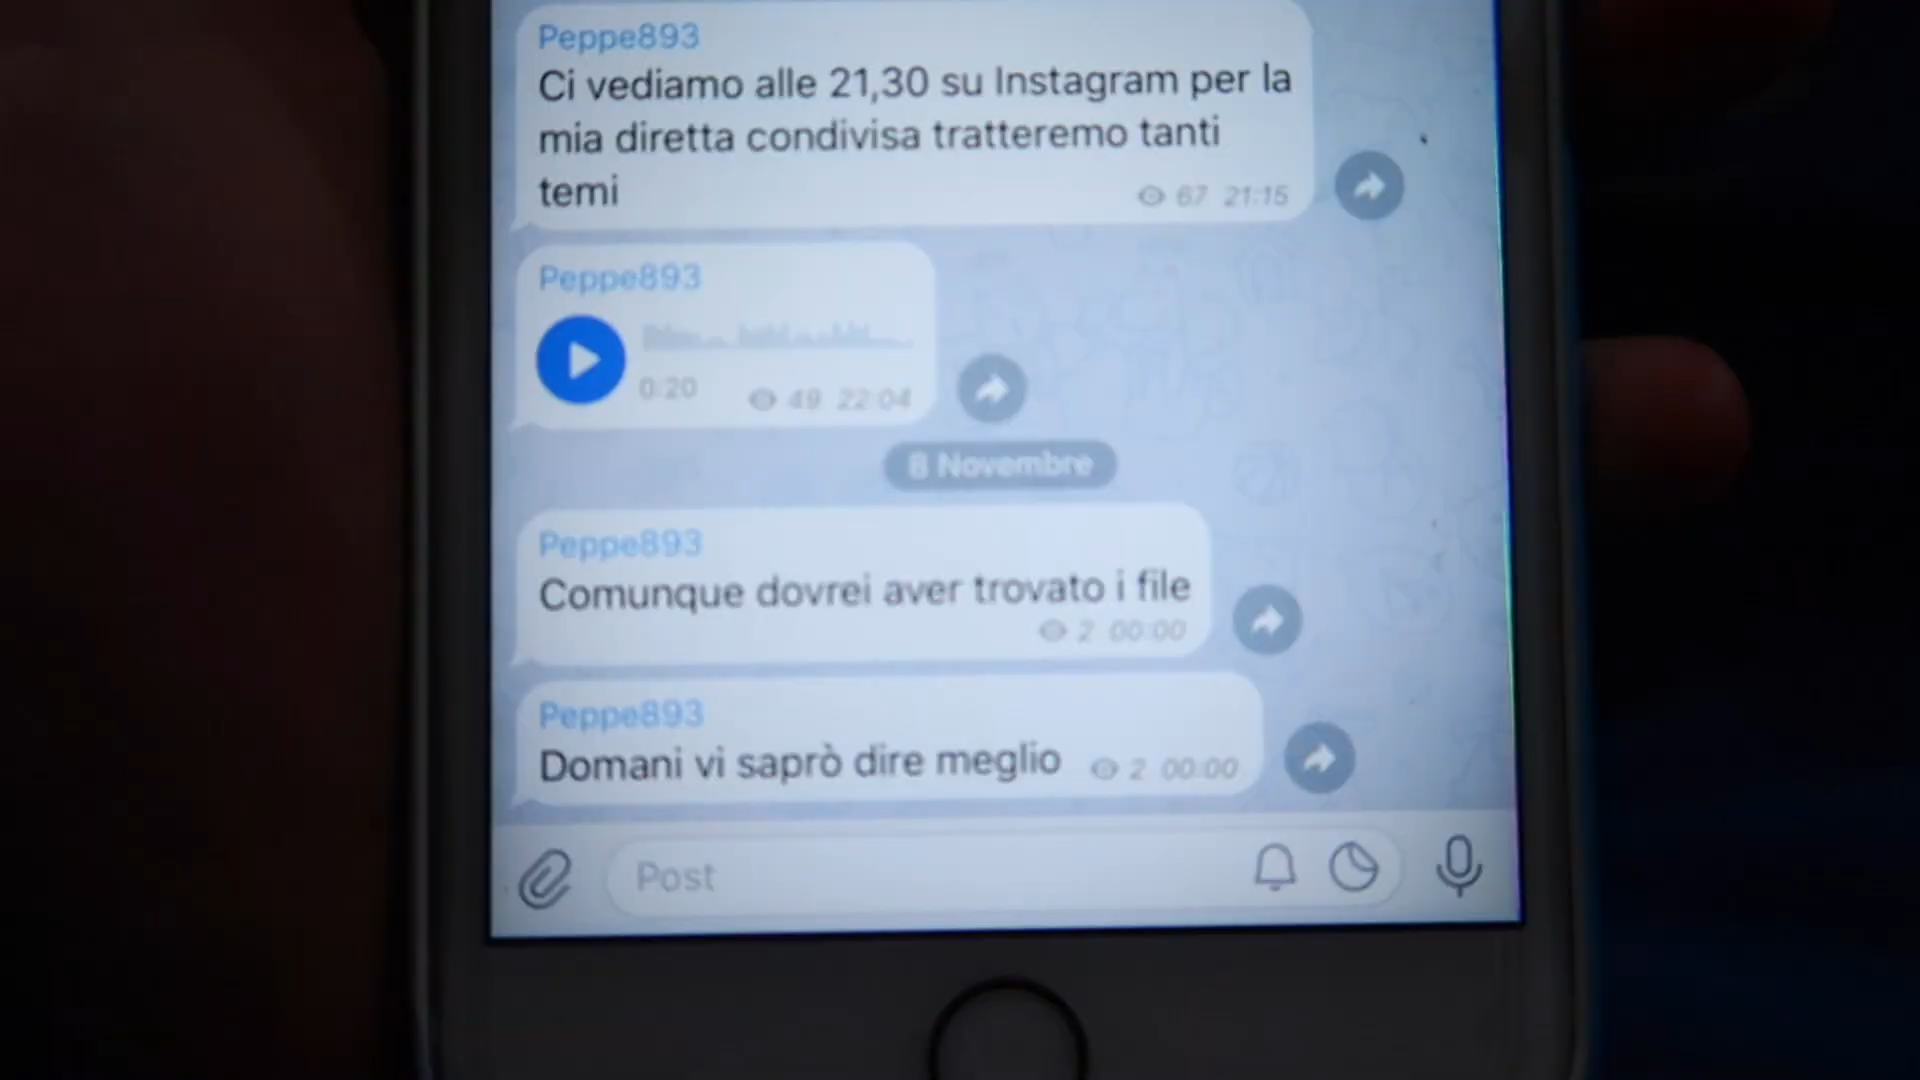 Peppe893
Ci vediamo alle 21,30 su Instagram per la
mia diretta condivisa tratteremo tanti
temi
67 21:15
Peppe893
0:20 49 22:04
8 Novembre
Peppe893
Comunque dovrei aver trovato i file
2 00:00
Peppe893
Domani vi saprò dire meglio 2 00:00
Post